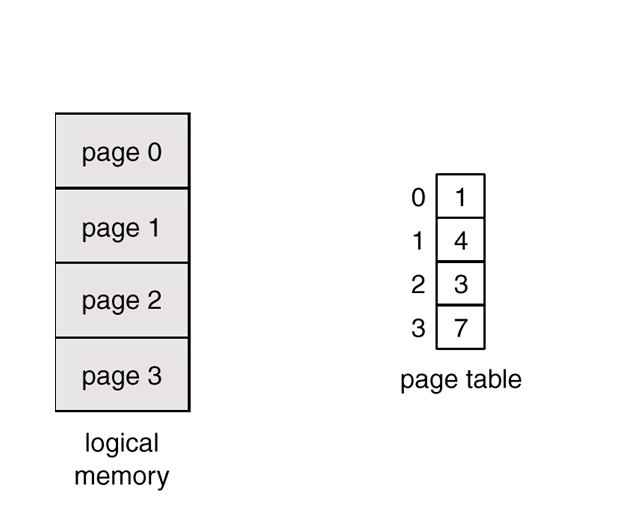 page 0
page 1
page 2
page 3
logical
memory
0 1
1 4
2 3
3 7
page table